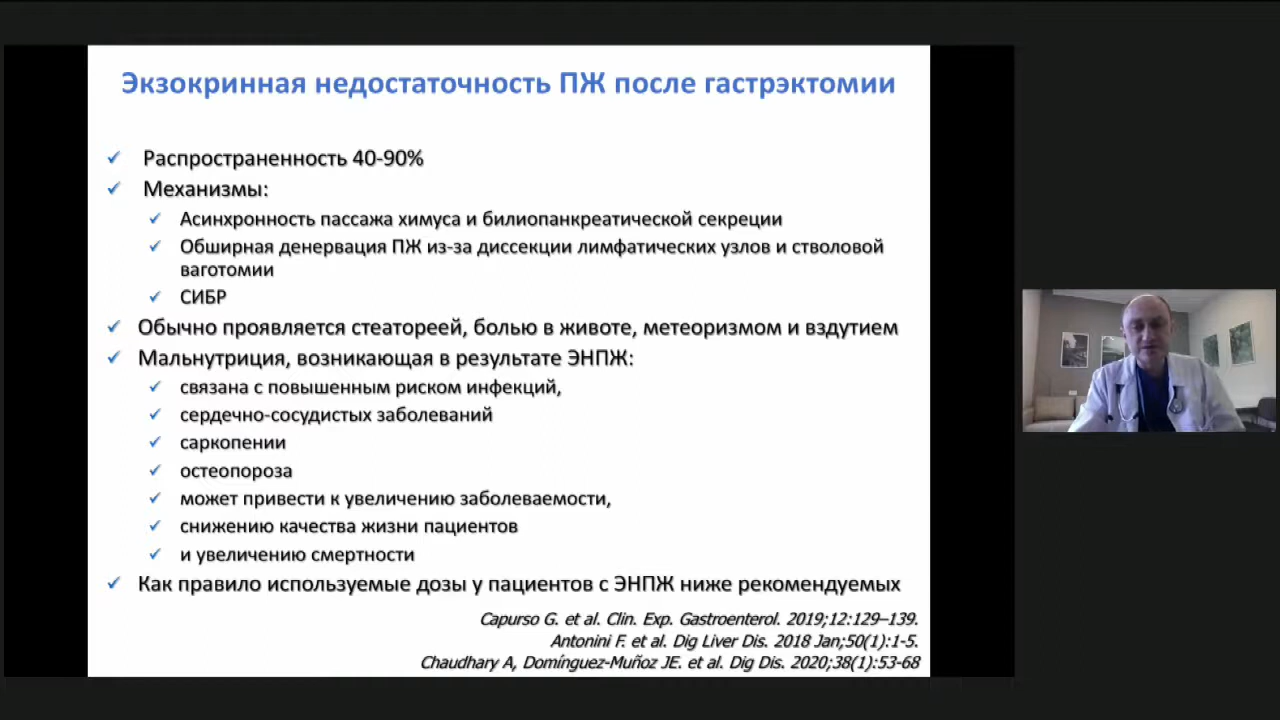 Экзокринная недостаточность ПЖ после гастрэктомии
Распространенность 40-90%
Механизмы:
Асинхронность пассажа химуса и билиопанкреатической секреции
Обширная денервация ПЖ из-за диссекции лимфатических узлов и стволовой
ваготомии
СИБР
Обычно проявляется стеатореей, болью в животе, метеоризмом и вздутием
Мальнутриция, возникающая в результате ЭНПЖ:
связана с повышенным риском инфекций,
сердечно-сосудистых заболеваний
саркопении
остеопороза
может привести к увеличению заболеваемости,
снижению качества жизни пациентов
и увеличению смертности
Как правило используемые дозы у пациентов с ЭНПЖ ниже рекомендуемых
Capurso G. et al. Clin. Exp. Gastroenterol. 2019;12:129–139.
Antonini F. et al. Dig Liver Dis. 2018 Jan;50(1):1-5.
Chaudhary A, Domínguez-Muñoz JE. et al. Dig Dis. 2020;38(1):53-68